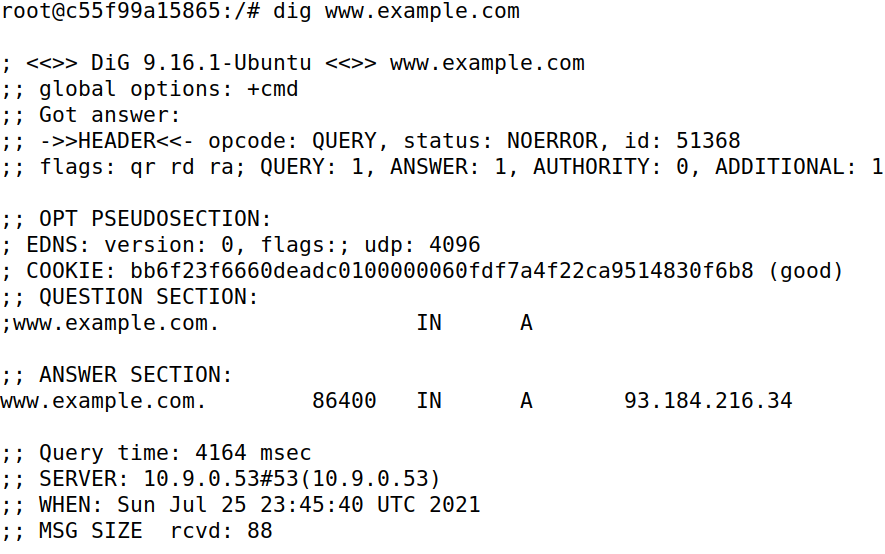 root@c55f99a15865:/# dig www.example.com
; <<>> DiG 9.16.1-Ubuntu <<>> www.example.com
;; global options: +cmd
;; Got answer:
;; ->>HEADER<<- opcode: QUERY, status: NOERROR, id: 51368
;; flags: qr rd ra; QUERY: 1, ANSWER: 1, AUTHORITY: 0, ADDITIONAL: 1
;; OPT PSEUDOSECTION:
; EDNS: version: 0, flags:; udp: 4096
; COOKIE: bb6f23f6660deadc0100000060fdf7a4f22ca9514830f6b8 (good)
;; QUESTION SECTION:
;www.example.com. IN A
;; ANSWER SECTION:
www.example.com. 86400 IN A 93.184.216.34
;; Query time: 4164 msec
;; SERVER: 10.9.0.53#53(10.9.0.53)
;; WHEN: Sun Jul 25 23:45:40 UTC 2021
;; MSG SIZE rcvd: 88